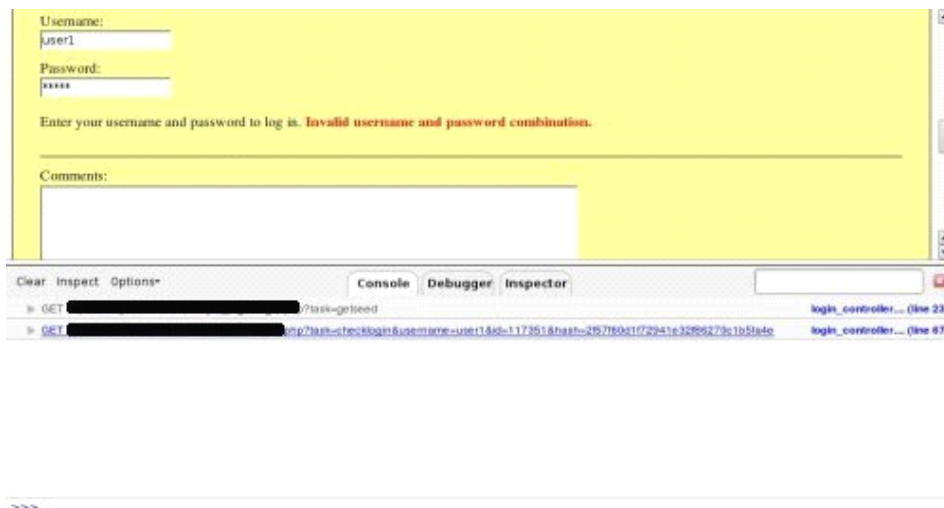 Username:
user1
Password:
*****
Enter your username and password to log in. Invalid username and password combination.
Comments:
Clear Inspect Options
Console Debugger Inspector
GET p?task=getseed login_controller... (line 23
GET php?task=checklogin&username=user1&id=117351&hash= login_controller... (line 67
>>>